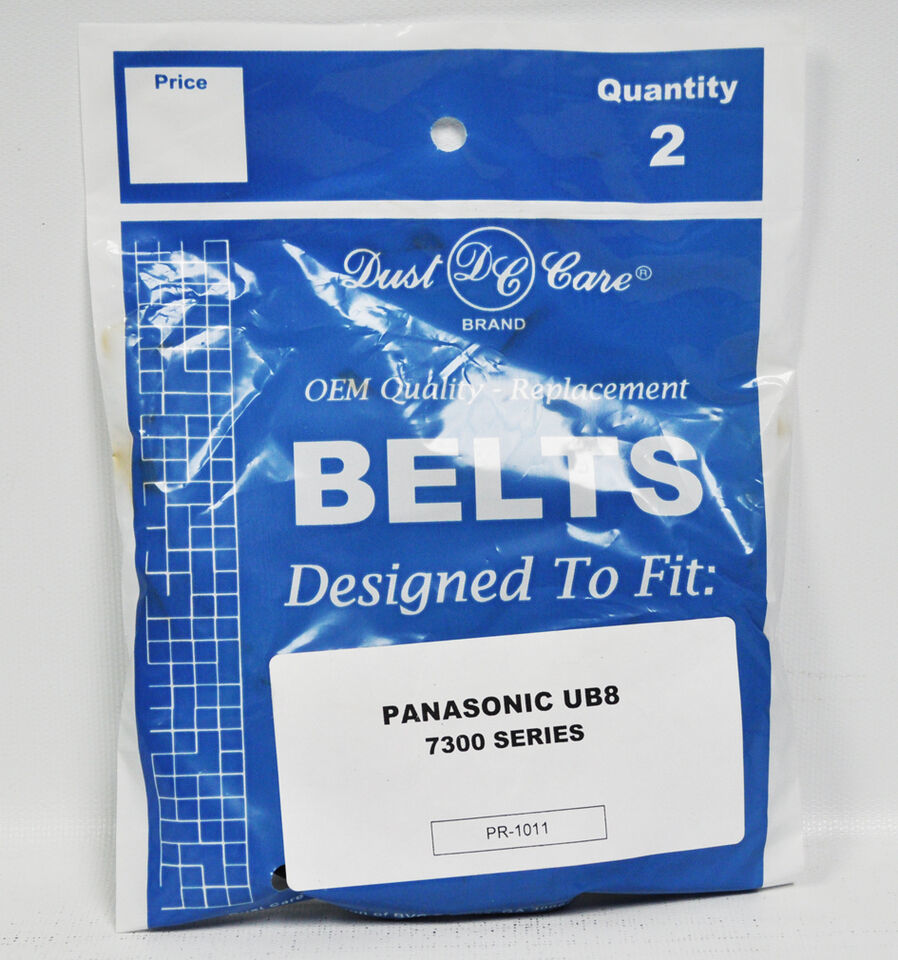 Price
Quantity
2
Dust DC Care®
BRAND
OEM Quality - Replacement
BELTS
Designed To Fit:
PANASONIC UB8
7300 SERIES
PR-1011